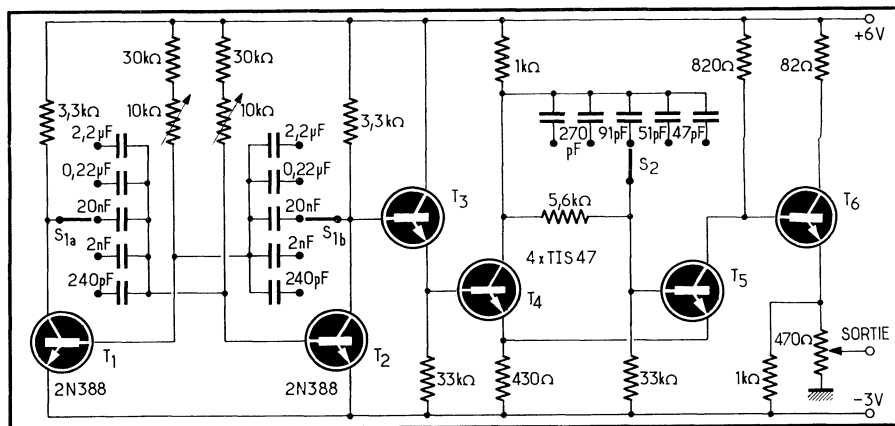 +6V
30kΩ
30kΩ
1kΩ
820Ω
82Ω
3,3kΩ
10kΩ
10kΩ
3,3kΩ
2,2µF
2,2µF
270 pF
91pF
51pF
47pF
0,22µF
0,22µF
S2
T3
5,6kΩ
T6
20nF
20nF
S1a
S1b
2nF
2nF
4xTIS47
240pF
240pF
T4
T5
470Ω
SORTIE
T1
T2
2N388
2N388
33kΩ
430Ω
33kΩ
1kΩ
-3V